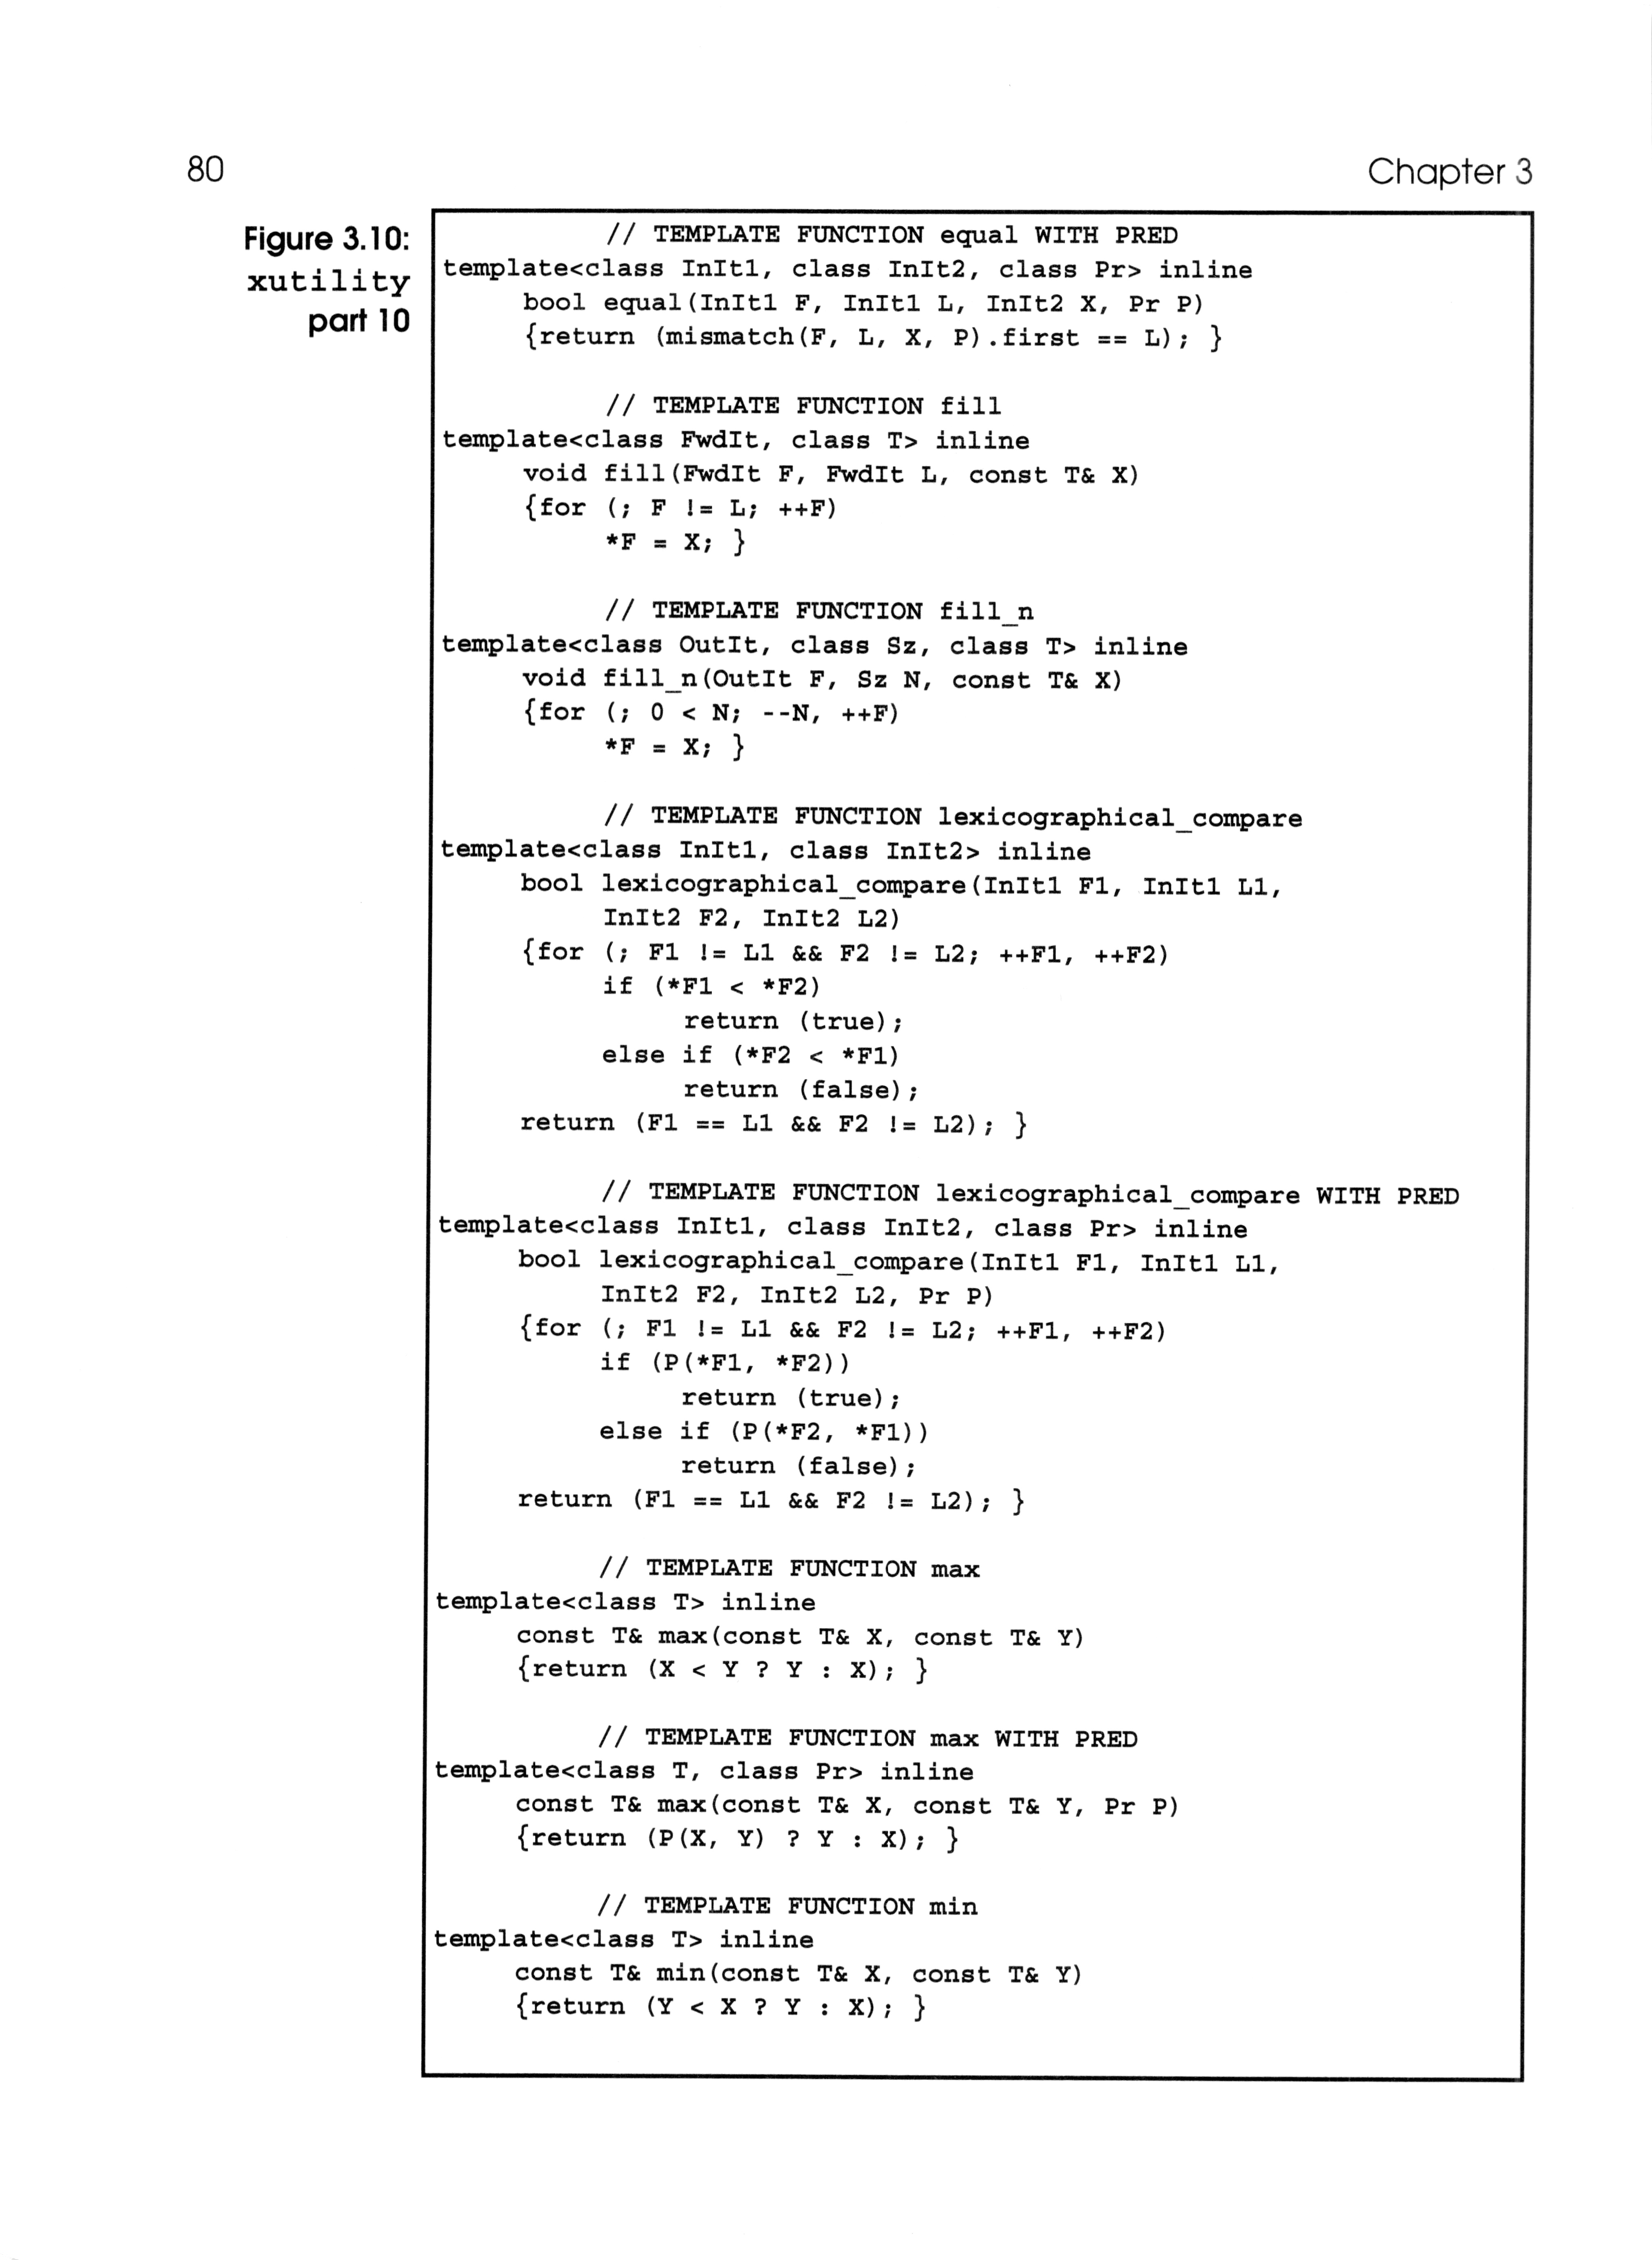 80
Chapter 3
Figure 3.10:
xutility
part 10
// TEMPLATE FUNCTION equal WITH PRED
template<class InIt1, class InIt2, class Pr> inline
bool equal(InIt1 F, InIt1 L, InIt2 X, Pr P)
{return (mismatch(F, L, X, P).first == L); }
// TEMPLATE FUNCTION fill
template<class FwdIt, class T> inline
void fill(FwdIt F, FwdIt L, const T& X)
{for (; F != L; ++F)
*F = X; }
// TEMPLATE FUNCTION fill_n
template<class OutIt, class Sz, class T> inline
void fill_n(OutIt F, Sz N, const T& X)
{for (; 0 < N; --N, ++F)
*F = X; }
// TEMPLATE FUNCTION lexicographical_compare
template<class InIt1, class InIt2> inline
bool lexicographical_compare(InIt1 F1, InIt1 L1,
InIt2 F2, InIt2 L2)
{for (; F1 != L1 && F2 != L2; ++F1, ++F2)
if (*F1 < *F2)
return (true);
else if (*F2 < *F1)
return (false);
return (F1 == L1 && F2 != L2); }
// TEMPLATE FUNCTION lexicographical_compare WITH PRED
template<class InIt1, class InIt2, class Pr> inline
bool lexicographical_compare(InIt1 F1, InIt1 L1,
InIt2 F2, InIt2 L2, Pr P)
{for (; F1 != L1 && F2 != L2; ++F1, ++F2)
if (P(*F1, *F2))
return (true);
else if (P(*F2, *F1))
return (false);
return (F1 == L1 && F2 != L2); }
// TEMPLATE FUNCTION max
template<class T> inline
const T& max(const T& X, const T& Y)
{return (X < Y ? Y : X); }
// TEMPLATE FUNCTION max WITH PRED
template<class T, class Pr> inline
const T& max(const T& X, const T& Y, Pr P)
{return (P(X, Y) ? Y : X); }
// TEMPLATE FUNCTION min
template<class T> inline
const T& min(const T& X, const T& Y)
{return (Y < X ? Y : X); }